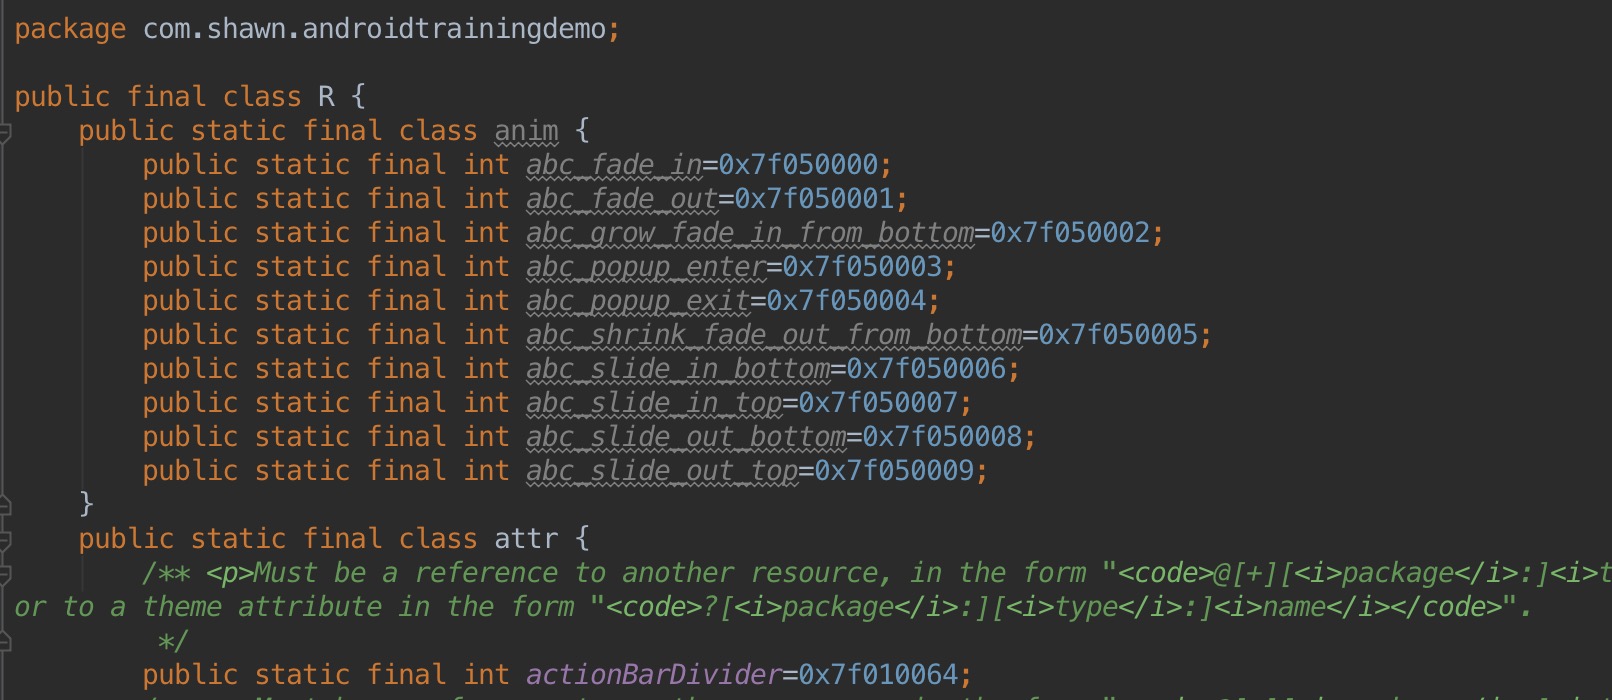 package com.shawn.androidtrainingdemo;
public final class R {
public static final class anim {
public static final int abc_fade_in=0x7f050000;
public static final int abc_fade_out=0x7f050001;
public static final int abc_grow_fade_in_from_bottom=0x7f050002;
public static final int abc_popup_enter=0x7f050003;
public static final int abc_popup_exit=0x7f050004;
public static final int abc_shrink_fade_out_from_bottom=0x7f050005;
public static final int abc_slide_in_bottom=0x7f050006;
public static final int abc_slide_in_top=0x7f050007;
public static final int abc_slide_out_bottom=0x7f050008;
public static final int abc_slide_out_top=0x7f050009;
}
public static final class attr {
/** <p>Must be a reference to another resource, in the form "<code>@[+][<i>package</i>:]<i>t
or to a theme attribute in the form "<code>?[<i>package</i>:][<i>type</i>:]<i>name</i></code>".
*/
public static final int actionBarDivider=0x7f010064;